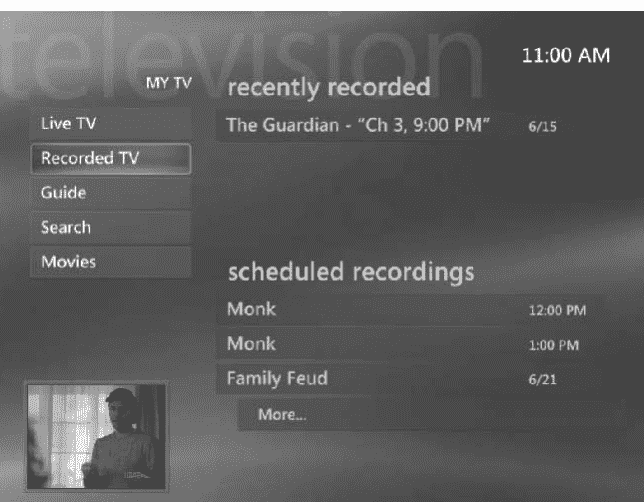 television
11:00 AM
MY TV
Live TV
Recorded TV
Guide
Search
Movies
recently recorded
The Guardian - "Ch 3, 9:00 PM" 6/15
scheduled recordings
Monk 12:00 PM
Monk 1:00 PM
Family Feud 6/21
More...